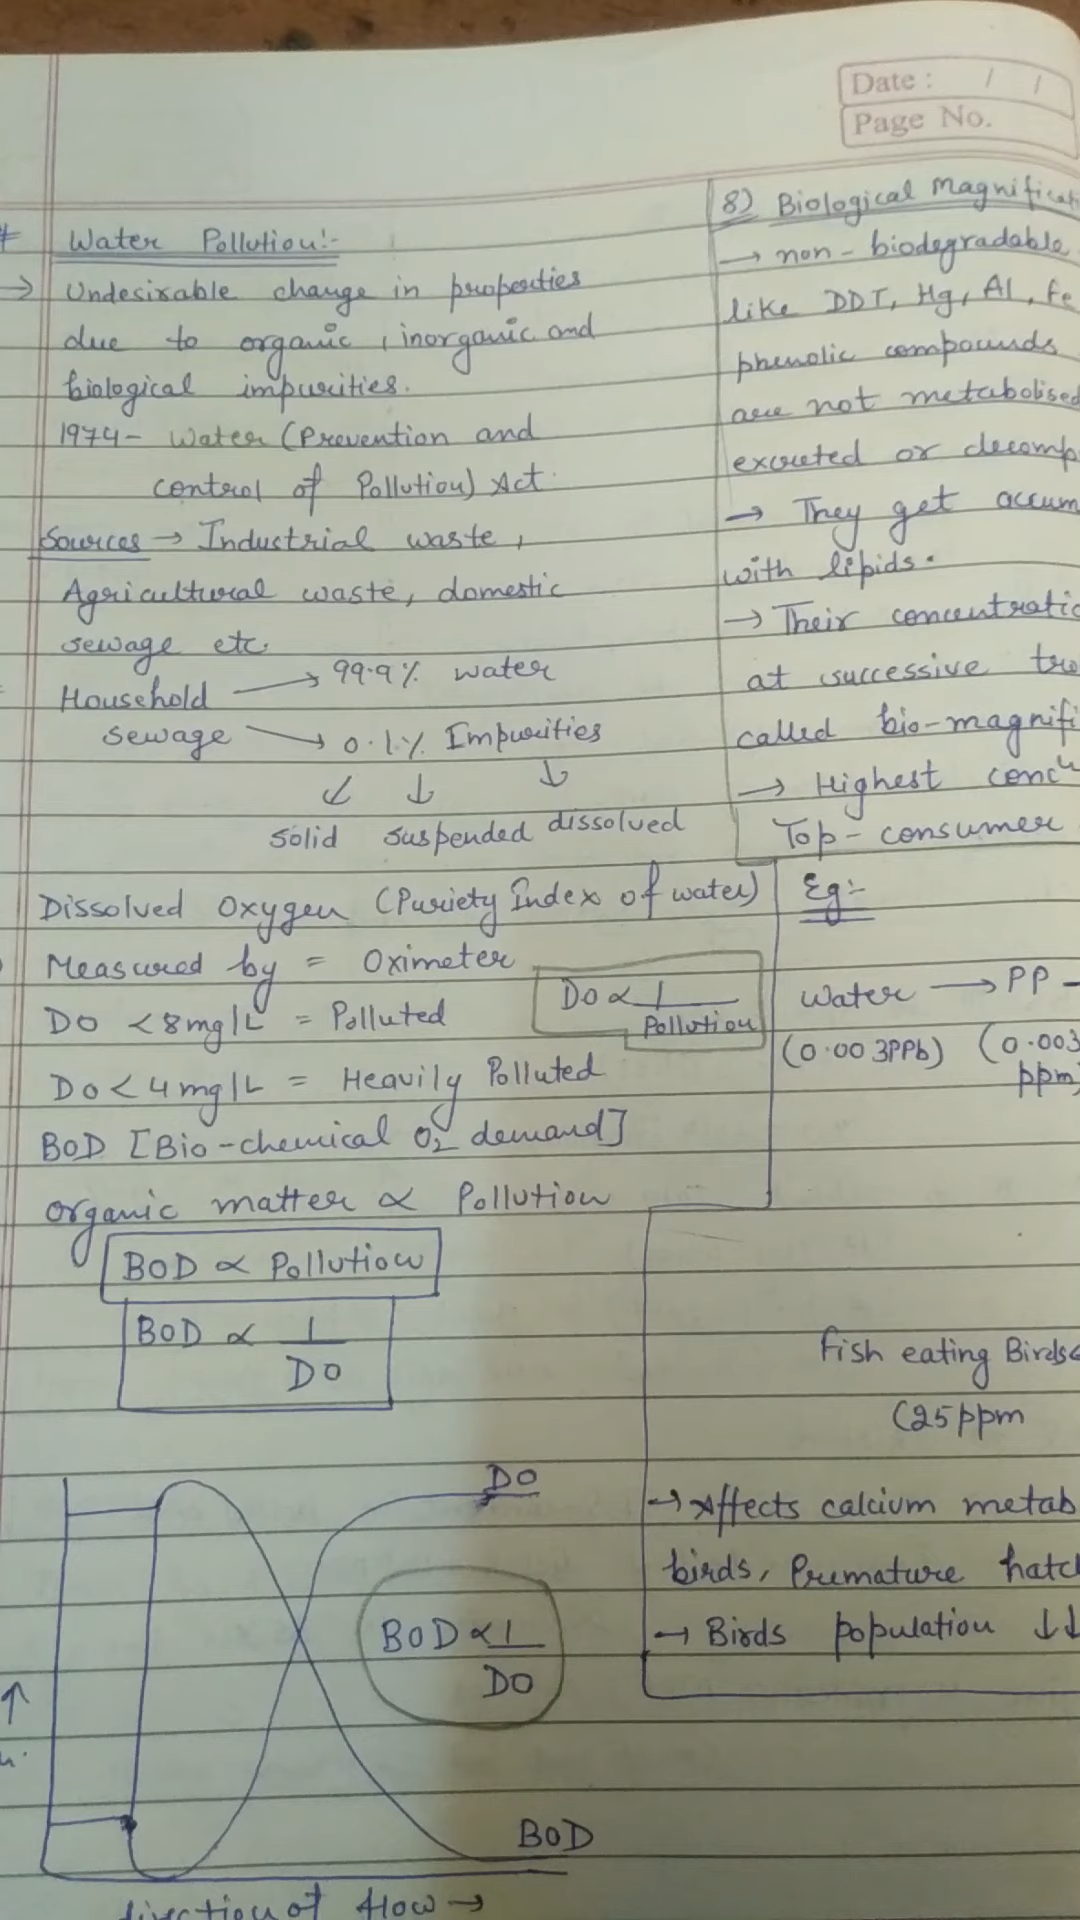 Date : / /
Page No.
Water Pollution:-
→ Undesirable change in properties
due to organic, inorganic and
biological impurities.
1974- Water (Prevention and
control of Pollution) Act.
Sources → Industrial waste,
Agricultural waste, domestic
sewage etc.
Household → 99.9% water
sewage → 0.1% Impurities
↓ ↓ ↓
solid suspended dissolved
Dissolved oxygen (Puriety Index of water)
Measured by = Oximeter
DO < 8mg/L = Polluted
DO ∝ 1
Pollution
DO < 4mg/L = Heavily Polluted
BOD [Bio-chemical O₂ demand]
organic matter ∝ Pollution
BOD ∝ Pollution
BOD ∝ 1
DO
DO
BOD ∝ 1
DO
BOD
direction of flow →
8) Biological Magnificat
→ non-biodegradable
like DDT, Hg, Al, Fe
phenolic compounds
are not metabolised
excreted or decomp
→ They get accum
with lipids.
→ Their concentratio
at successive tro
called bio-magnifi
→ Highest concⁿ
Top-consumer
Eg:-
Water → PP -
(0.003PPb) (0.003
ppm)
Fish eating Birds
(25ppm
→ Affects calcium metab
birds, Premature hatc
→ Birds population ↓↓